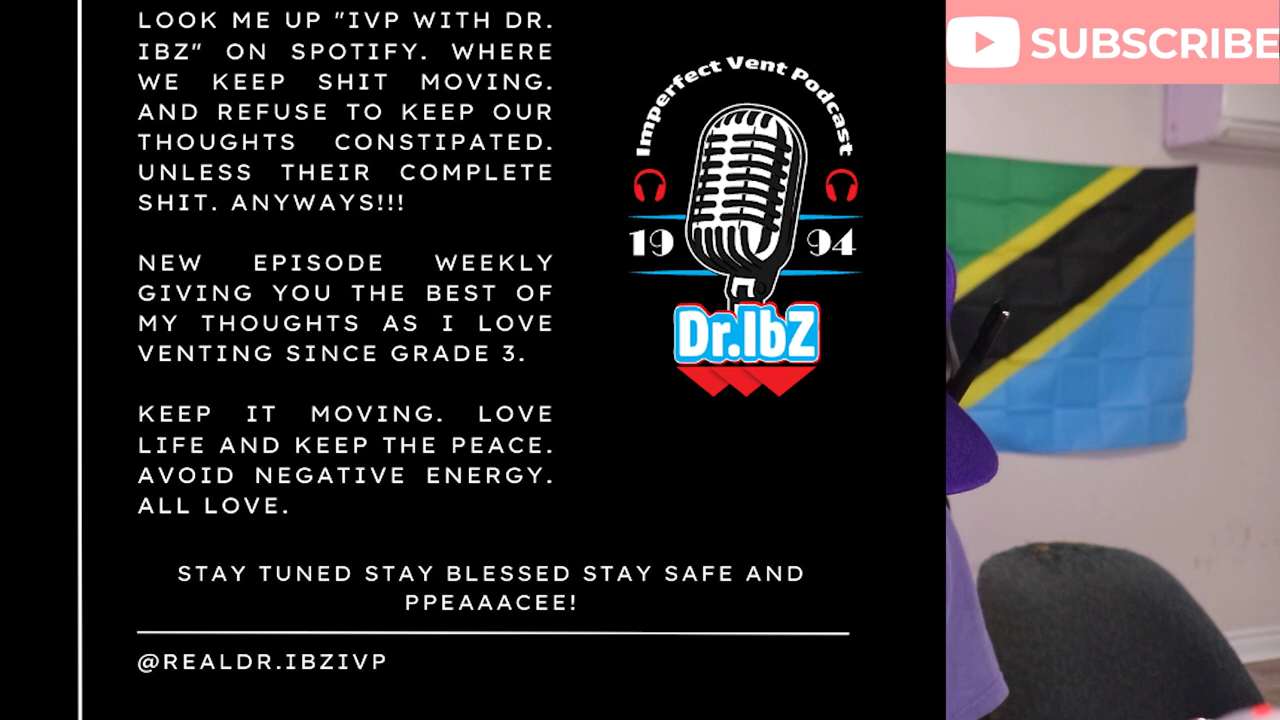 LOOK ME UP "IVP WITH DR.
IBZ" ON SPOTIFY. WHERE
WE KEEP SHIT MOVING.
AND REFUSE TO KEEP OUR
THOUGHTS CONSTIPATED.
UNLESS THEIR COMPLETE
SHIT. ANYWAYS!!!
NEW EPISODE WEEKLY
GIVING YOU THE BEST OF
MY THOUGHTS AS I LOVE
VENTING SINCE GRADE 3.
KEEP IT MOVING. LOVE
LIFE AND KEEP THE PEACE.
AVOID NEGATIVE ENERGY.
ALL LOVE.
STAY TUNED STAY BLESSED STAY SAFE AND
PPEAAACEE!
@REALDR.IBZIVP
Imperfect Vent Podcast
19 94
Dr.IbZ
SUBSCRIBE